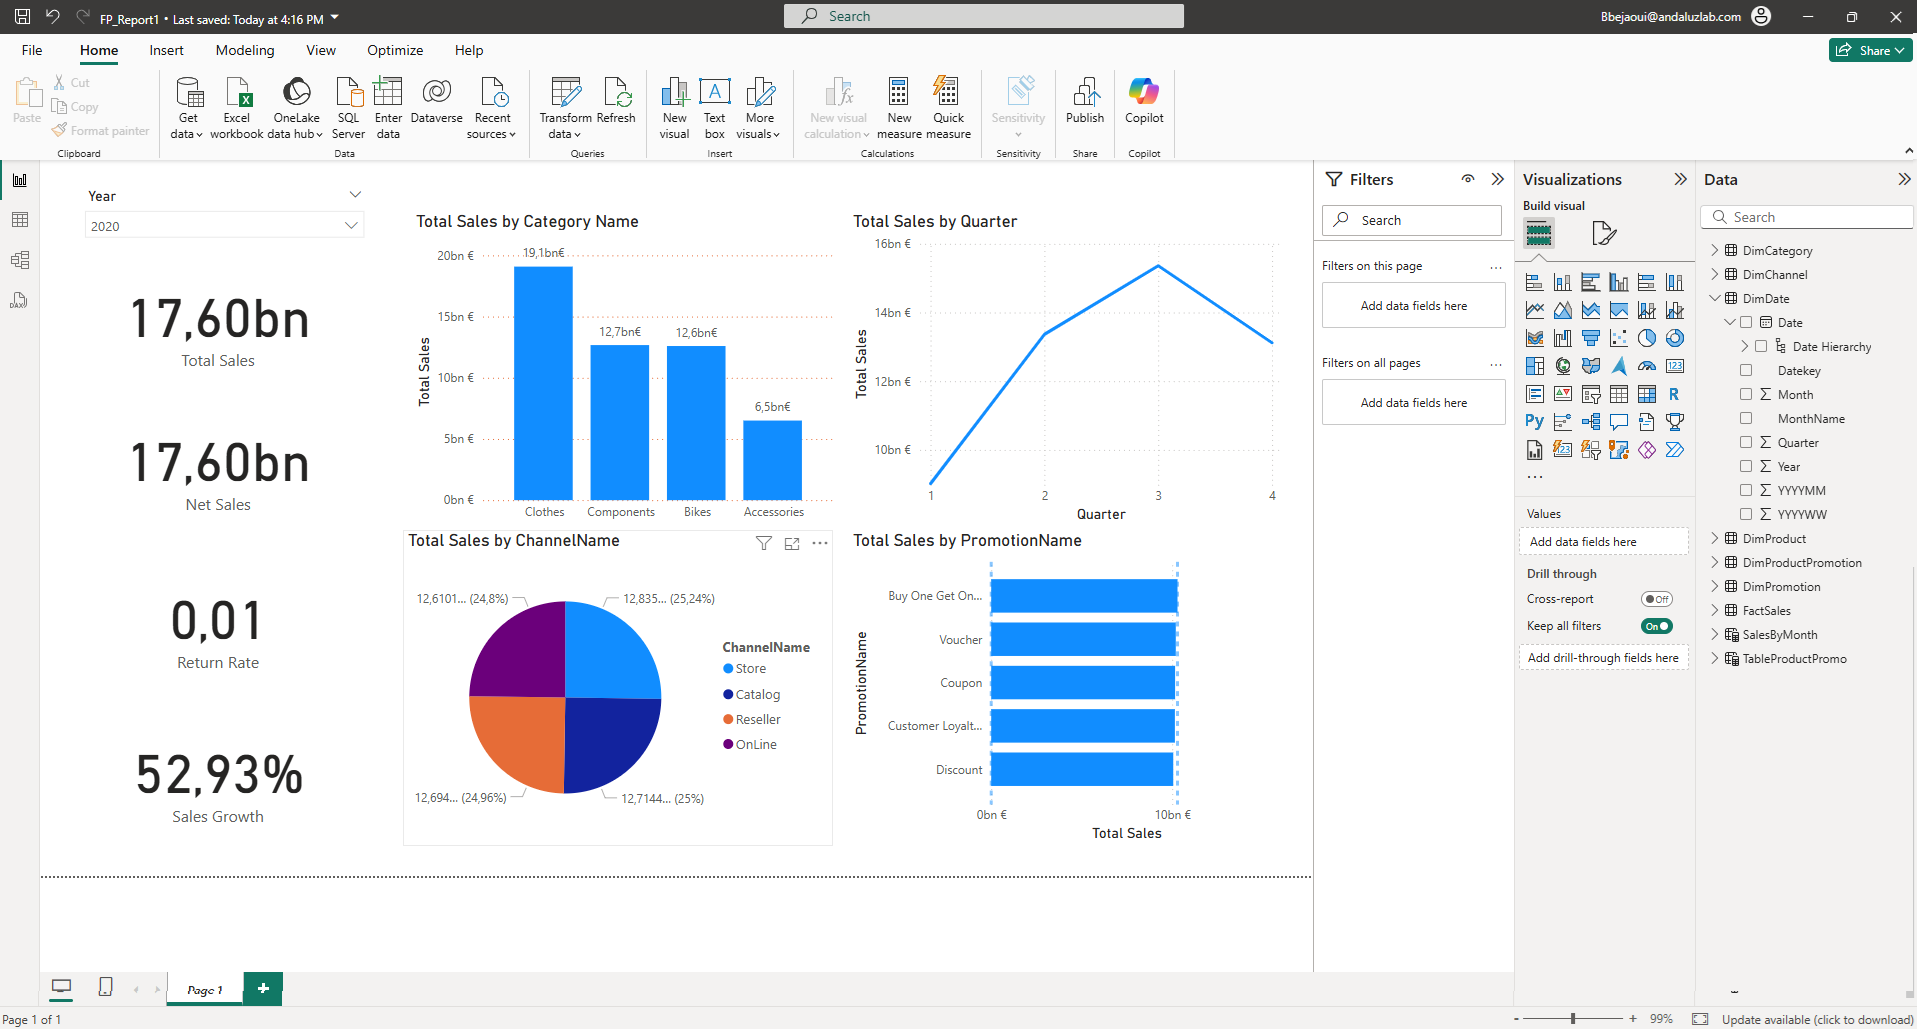 FP_Report1 • Last saved: Today at 4:16 PM
Search
Bbejaoui@andaluzlab.com
File
Home
Insert
Modeling
View
Optimize
Help
Share
Paste
Cut
Copy
Format painter
Clipboard
Get data
Excel workbook
OneLake data hub
SQL Server
Enter data
Dataverse
Recent sources
Data
Transform data
Refresh
Queries
New visual
Text box
More visuals
Insert
New visual calculation
New measure
Quick measure
Calculations
Sensitivity
Sensitivity
Publish
Share
Copilot
Copilot
Year
2020
17,60bn
Total Sales
17,60bn
Net Sales
0,01
Return Rate
52,93%
Sales Growth
Total Sales by Category Name
Total Sales
20bn €
15bn €
10bn €
5bn €
0bn €
19,1bn€
12,7bn€
12,6bn€
6,5bn€
Clothes
Components
Bikes
Accessories
Total Sales by Quarter
Total Sales
16bn €
14bn €
12bn €
10bn €
1
2
3
4
Quarter
Total Sales by ChannelName
12,6101... (24,8%)
12,835... (25,24%)
12,694... (24,96%)
12,7144... (25%)
ChannelName
Store
Catalog
Reseller
OnLine
Total Sales by PromotionName
PromotionName
Buy One Get On...
Voucher
Coupon
Customer Loyalt...
Discount
0bn €
10bn €
Total Sales
Filters
Search
Filters on this page
...
Add data fields here
Filters on all pages
...
Add data fields here
Visualizations
Build visual
R
Py
123
...
Values
Add data fields here
Drill through
Cross-report
Off
Keep all filters
On
Add drill-through fields here
Data
Search
DimCategory
DimChannel
DimDate
Date
Date Hierarchy
Datekey
Month
MonthName
Quarter
Year
YYYYMM
YYYYWW
DimProduct
DimProductPromotion
DimPromotion
FactSales
SalesByMonth
TableProductPromo
Page 1
+
Page 1 of 1
- + 99%
Update available (click to download)